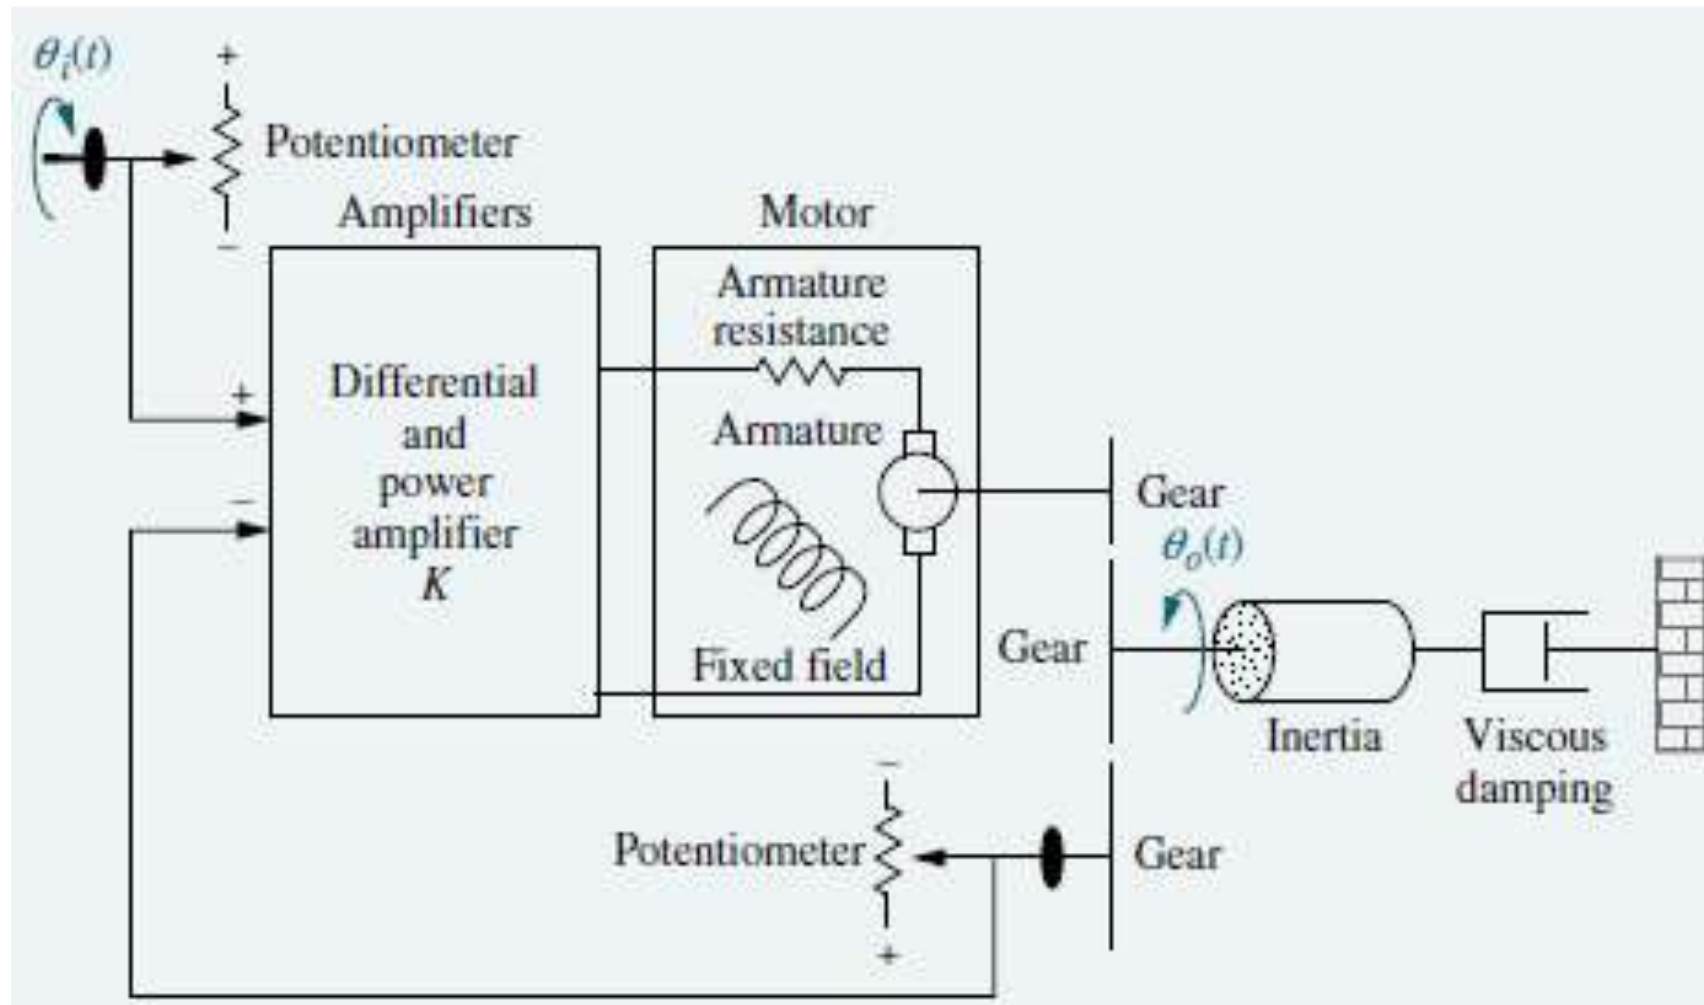 θi(t)
+
Potentiometer
−
Amplifiers
Motor
Armature
resistance
+
Differential
and
power
amplifier
K
−
Armature
Fixed field
Gear
θo(t)
Gear
Inertia
Viscous
damping
−
Potentiometer
+
Gear